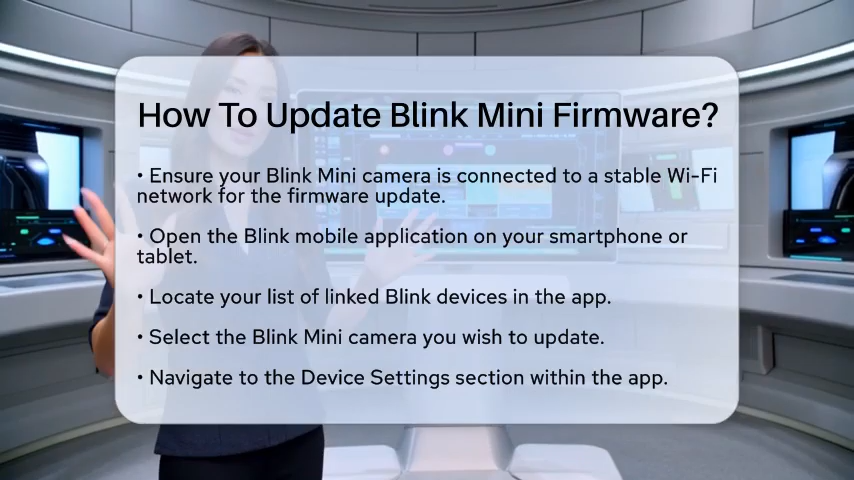 How To Update Blink Mini Firmware?
• Ensure your Blink Mini camera is connected to a stable Wi-Fi
network for the firmware update.
• Open the Blink mobile application on your smartphone or
tablet.
• Locate your list of linked Blink devices in the app.
• Select the Blink Mini camera you wish to update.
• Navigate to the Device Settings section within the app.